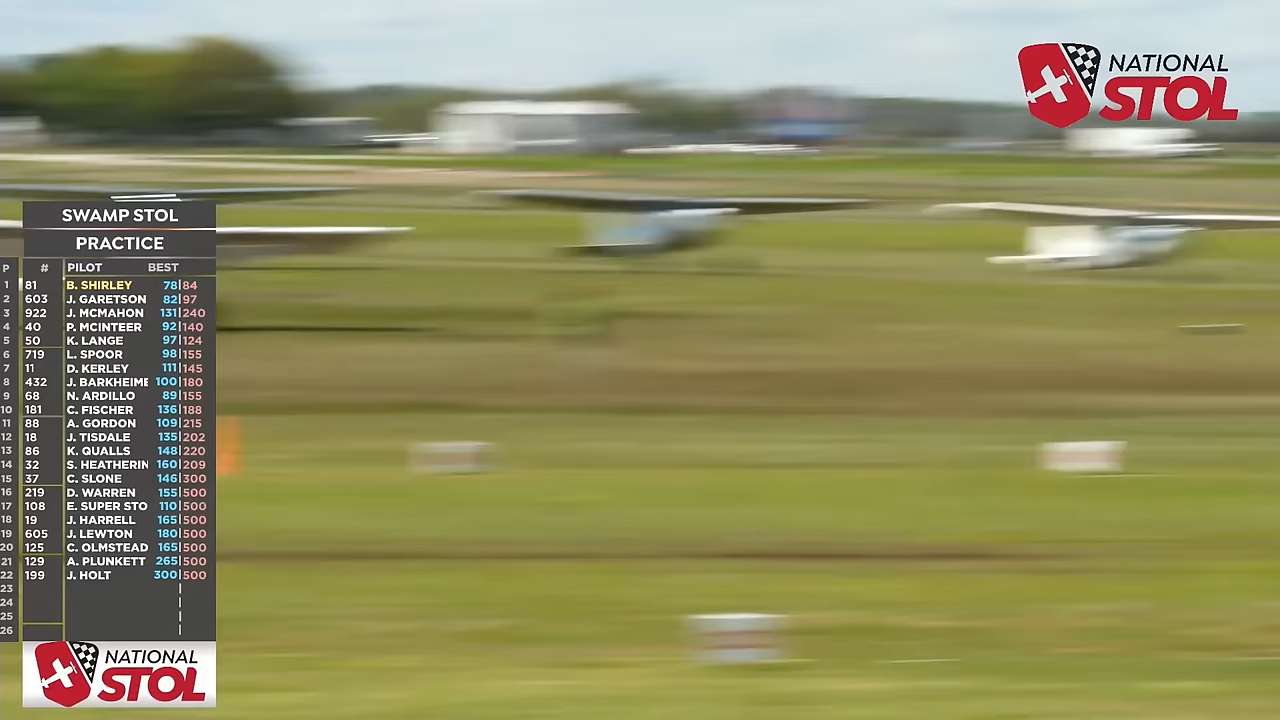 NATIONAL
STOL
SWAMP STOL
PRACTICE
P # PILOT BEST
1 81 B. SHIRLEY 78|84
2 603 J. GARETSON 82|97
3 922 J. MCMAHON 131|240
4 40 P. MCINTEER 92|140
5 50 K. LANGE 97|124
6 719 L. SPOOR 98|155
7 11 D. KERLEY 111|145
8 432 J. BARKHEIME 100|180
9 68 N. ARDILLO 89|155
10 181 C. FISCHER 136|188
11 88 A. GORDON 109|215
12 18 J. TISDALE 135|202
13 86 K. QUALLS 148|220
14 32 S. HEATHERIN 160|209
15 37 C. SLONE 146|300
16 219 D. WARREN 155|500
17 108 E. SUPER STO 110|500
18 19 J. HARRELL 165|500
19 605 J. LEWTON 180|500
20 125 C. OLMSTEAD 165|500
21 129 A. PLUNKETT 265|500
22 199 J. HOLT 300|500
23
24
25
26
NATIONAL
STOL